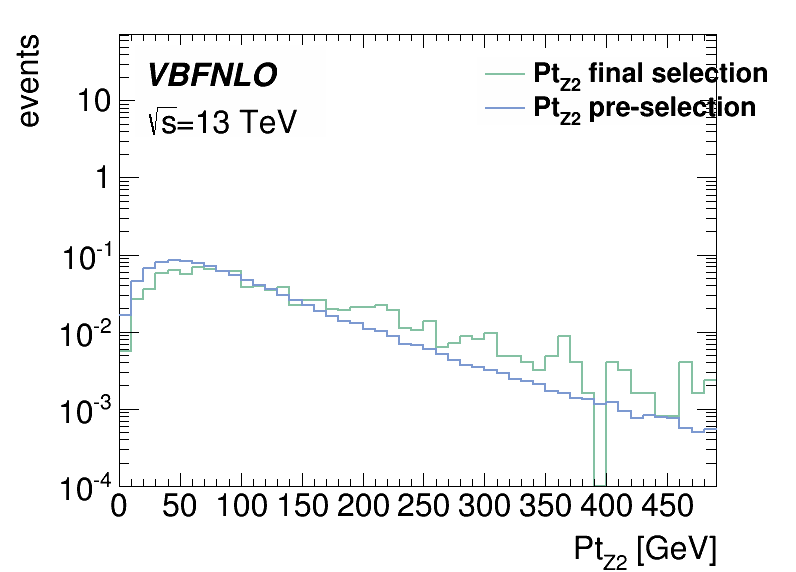 events
VBFNLO
√s=13 TeV
Pt_Z2 final selection
Pt_Z2 pre-selection
10
1
10^-1
10^-2
10^-3
10^-4
0 50 100 150 200 250 300 350 400 450
Pt_Z2 [GeV]